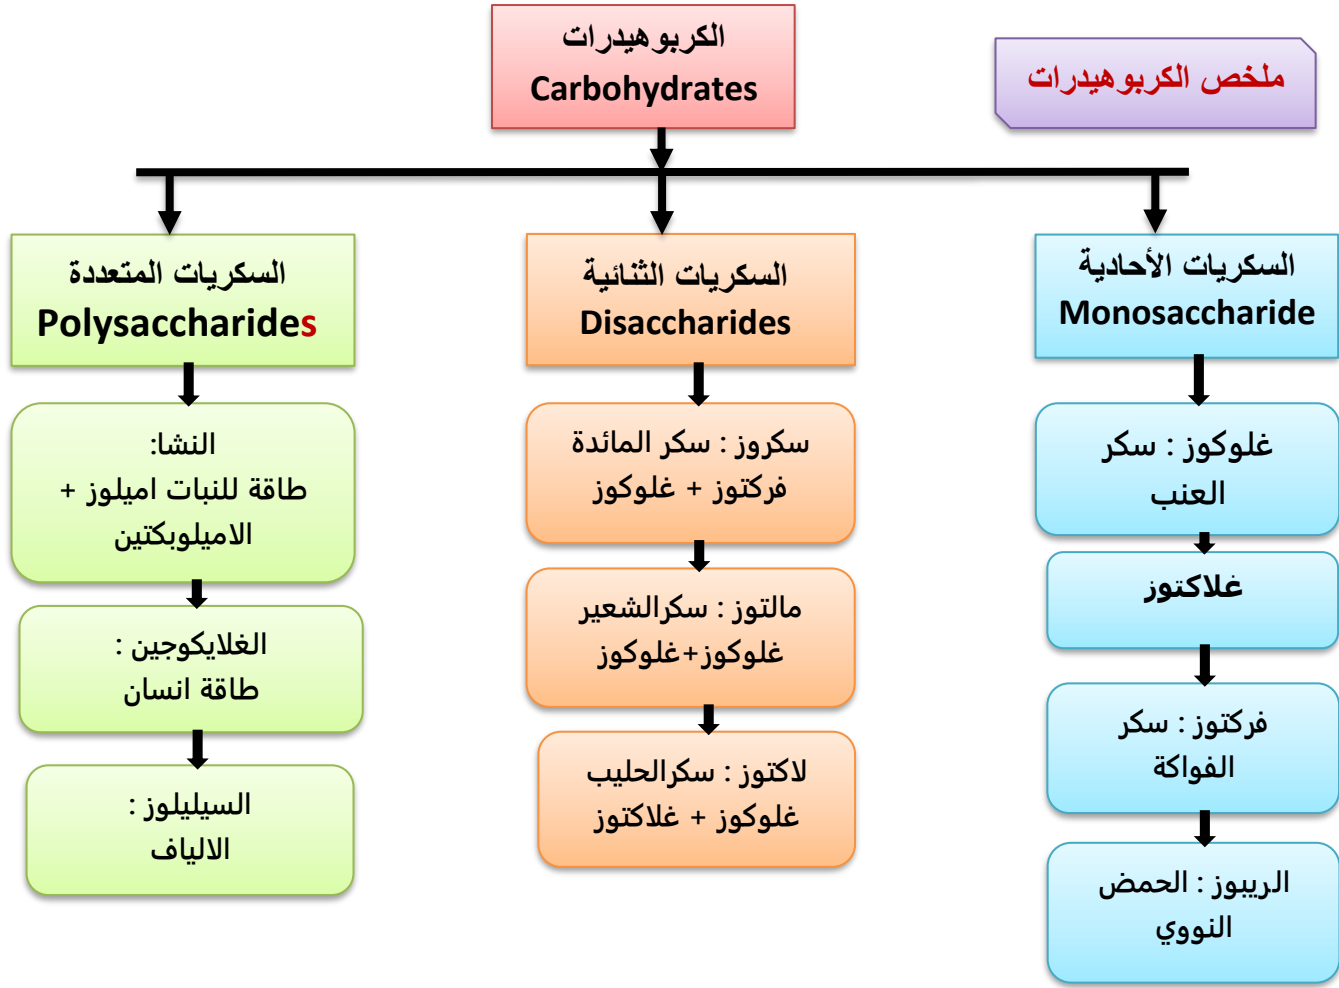 ملخص الكربوهيدرات
الكربوهيدرات
Carbohydrates
السكريات الأحادية
Monosaccharide
غلوكوز : سكر
العنب
غلاكتوز
فركتوز : سكر
الفواكة
الريبوز : الحمض
النووي
السكريات الثنائية
Disaccharides
سكروز : سكر المائدة
فركتوز + غلوكوز
مالتوز : سكرالشعير
غلوكوز+غلوكوز
لاكتوز : سكرالحليب
غلوكوز + غلاكتوز
السكريات المتعددة
Polysaccharides
النشا:
طاقة للنبات اميلوز +
الاميلوبكتين
الغلايكوجين :
طاقة انسان
السيليلوز :
الالياف